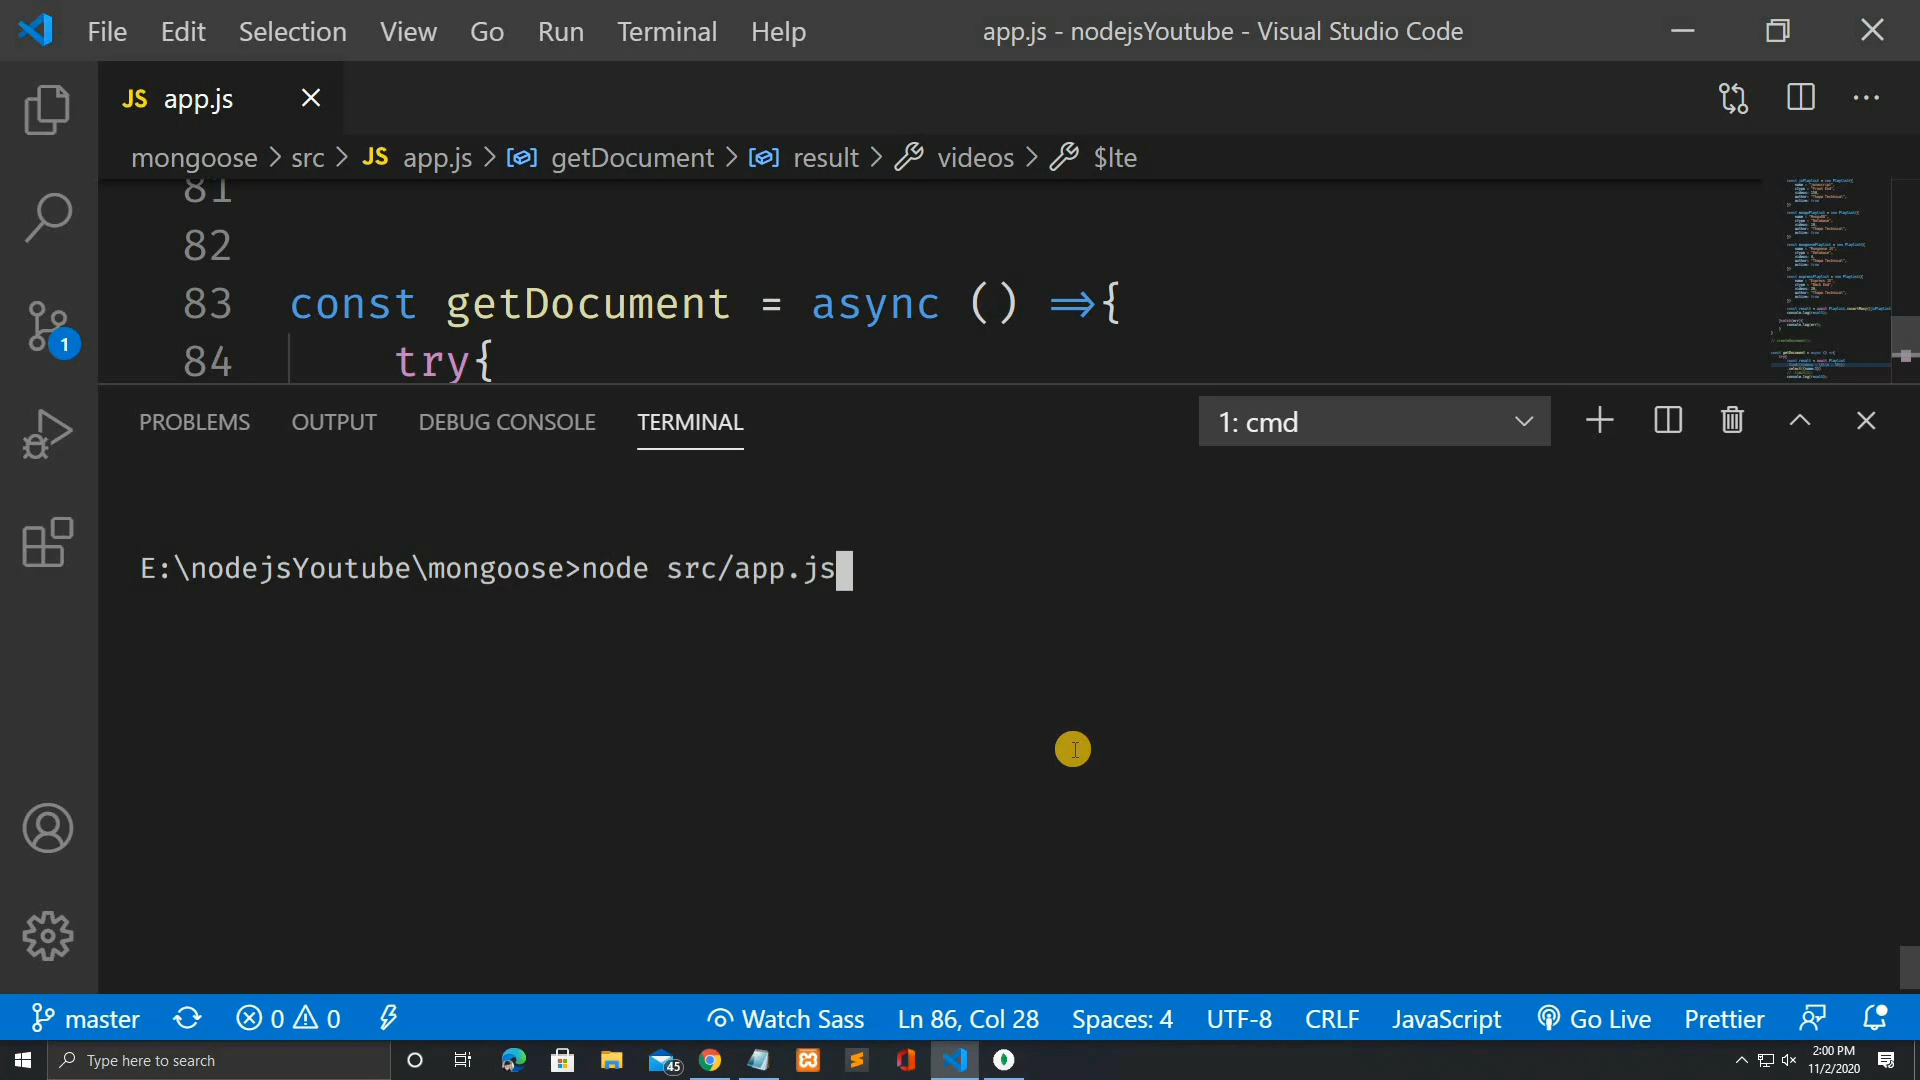 File Edit Selection View Go Run Terminal Help app.js - nodejsYoutube - Visual Studio Code
JS app.js
mongoose > src > JS app.js > getDocument > result > videos > $lte
81
82
83 const getDocument = async () =>{
84 try{
PROBLEMS OUTPUT DEBUG CONSOLE TERMINAL 1: cmd
1
E:\nodejsYoutube\mongoose>node src/app.js
master 0 0 Watch Sass Ln 86, Col 28 Spaces: 4 UTF-8 CRLF JavaScript Go Live Prettier
Type here to search 45 2:00 PM
11/2/2020